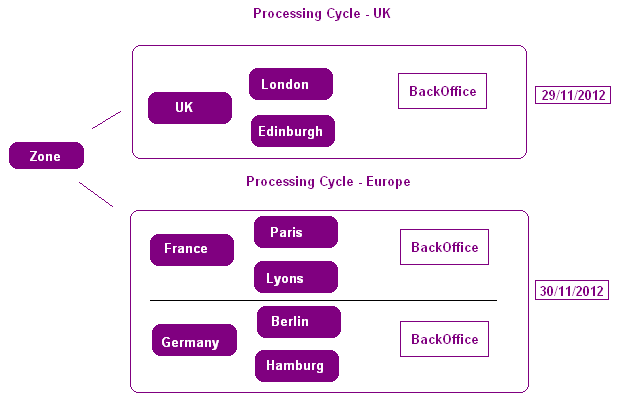 Processing Cycle - UK
London
UK
BackOffice
29/11/2012
Edinburgh
Zone
Processing Cycle - Europe
Paris
France
BackOffice
Lyons
30/11/2012
Berlin
Germany
BackOffice
Hamburg